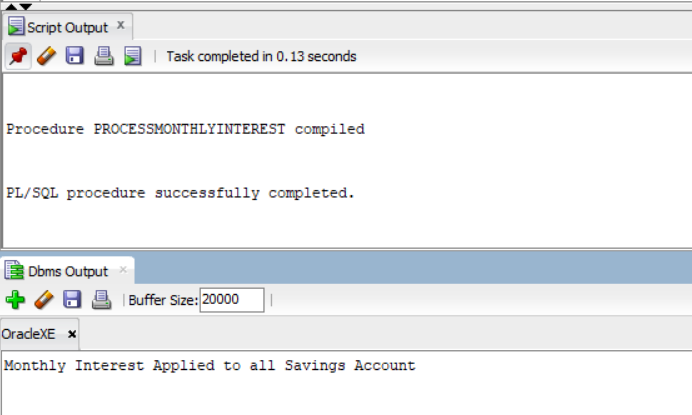 Script Output x
Task completed in 0.13 seconds
Procedure PROCESSMONTHLYINTEREST compiled
PL/SQL procedure successfully completed.
Dbms Output x
Buffer Size: 20000
OracleXE x
Monthly Interest Applied to all Savings Account